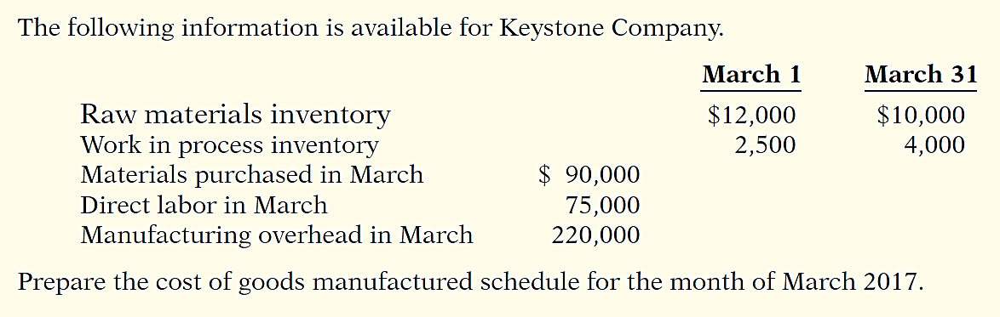 The following information is available for Keystone Company.
March 1 March 31
Raw materials inventory $12,000 $10,000
Work in process inventory 2,500 4,000
Materials purchased in March $ 90,000
Direct labor in March 75,000
Manufacturing overhead in March 220,000
Prepare the cost of goods manufactured schedule for the month of March 2017.